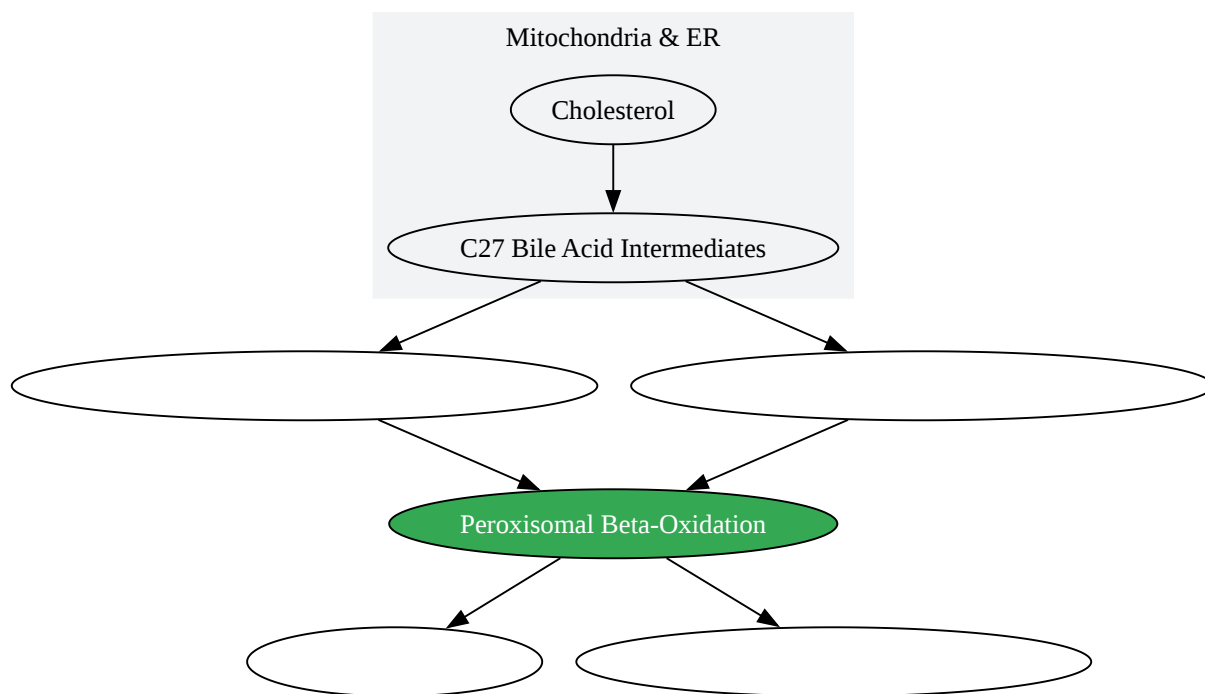 Mitochondria & ER
Cholesterol
C27 Bile Acid Intermediates
Peroxisomal Beta-Oxidation